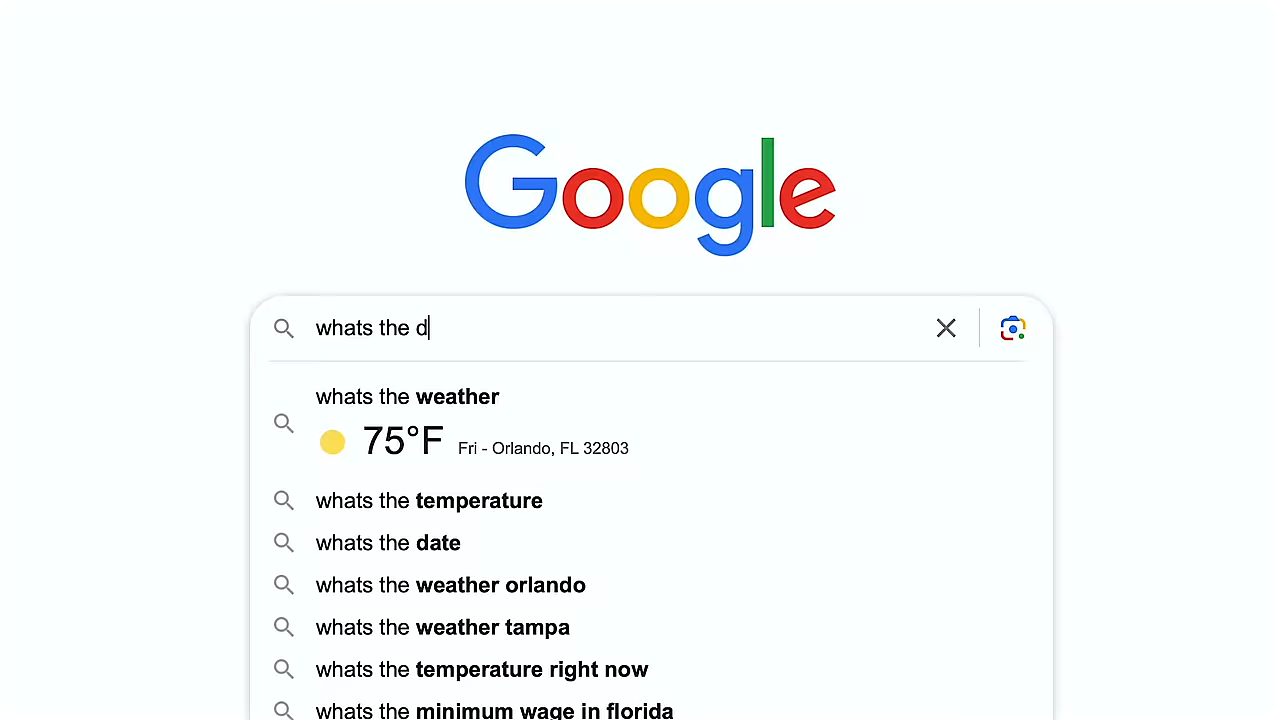 Google
whats the d
whats the weather
75°F Fri - Orlando, FL 32803
whats the temperature
whats the date
whats the weather orlando
whats the weather tampa
whats the temperature right now
whats the minimum wage in florida